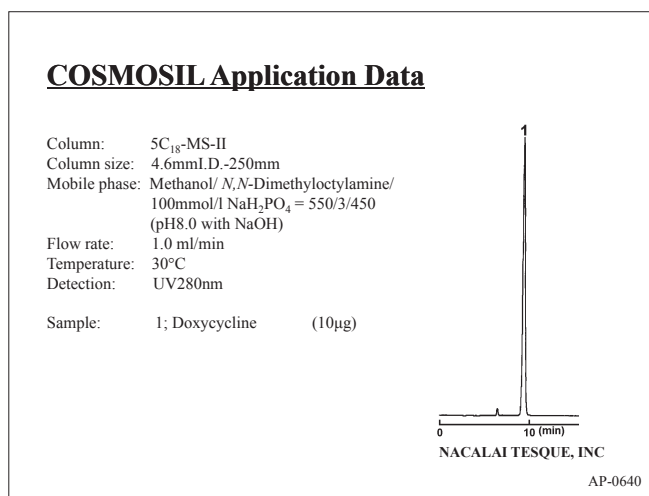 COSMOSIL Application Data
Column: 5C₁₈-MS-II
Column size: 4.6mmI.D.-250mm
Mobile phase: Methanol/ N,N-Dimethyloctylamine/
100mmol/l NaH₂PO₄ = 550/3/450
(pH8.0 with NaOH)
Flow rate: 1.0 ml/min
Temperature: 30°C
Detection: UV280nm
Sample: 1; Doxycycline (10μg)
1
0 10 (min)
NACALAI TESQUE, INC
AP-0640